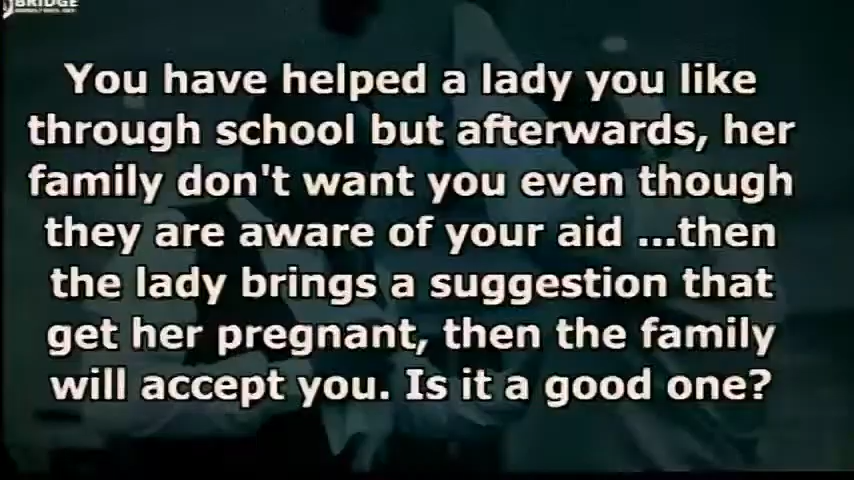 BRIDGE
You have helped a lady you like
through school but afterwards, her
family don't want you even though
they are aware of your aid ...then
the lady brings a suggestion that
get her pregnant, then the family
will accept you. Is it a good one?